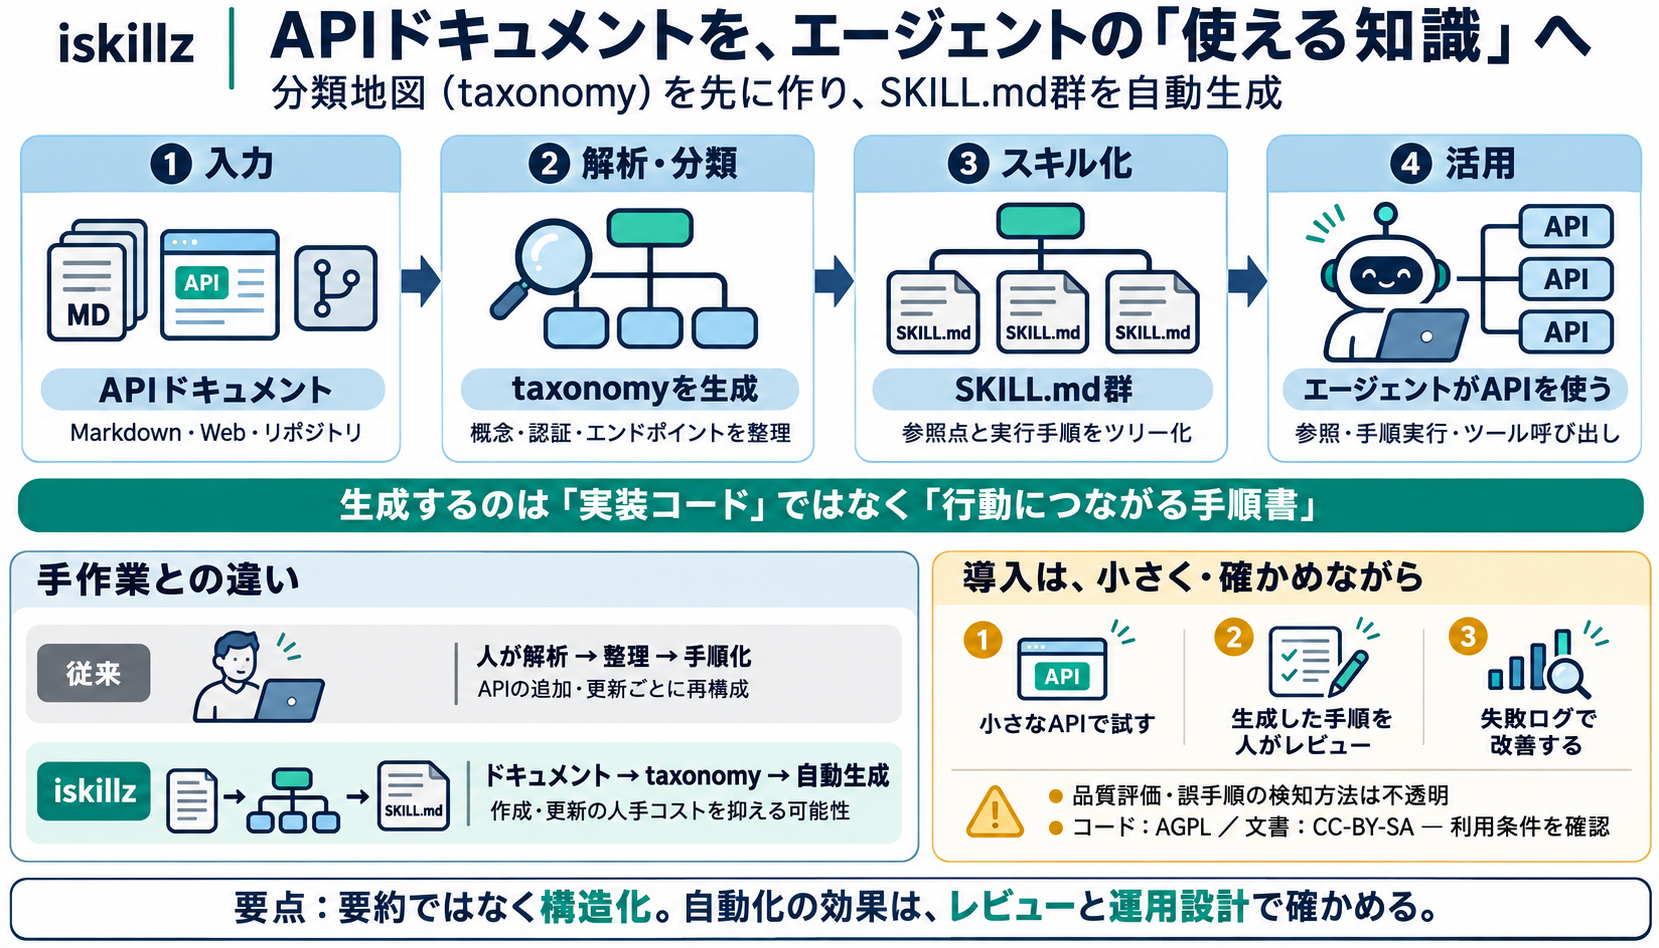 iskillz
APIドキュメントを、エージェントの「使える知識」へ
分類地図（taxonomy）を先に作り、SKILL.md群を自動生成
1 入力
MD
API
APIドキュメント
Markdown・Web・リポジトリ
2 解析・分類
taxonomyを生成
概念・認証・エンドポイントを整理
3 スキル化
SKILL.md
SKILL.md
SKILL.md
SKILL.md群
参照点と実行手順をツリー化
4 活用
API
API
API
エージェントがAPIを使う
参照・手順実行・ツール呼び出し
生成するのは「実装コード」ではなく「行動につながる手順書」
手作業との違い
従来
人が解析→整理→手順化
APIの追加・更新ごとに再構成
iskillz
SKILL.md
ドキュメント→taxonomy→自動生成
作成・更新の人手コストを抑える可能性
導入は、小さく・確かめながら
1
API
小さなAPIで試す
2
生成した手順を
人がレビュー
3
失敗ログで
改善する
●品質評価・誤手順の検知方法は不透明
●コード：AGPL／文書：CC-BY-SA — 利用条件を確認
要点：要約ではなく構造化。自動化の効果は、レビューと運用設計で確かめる。